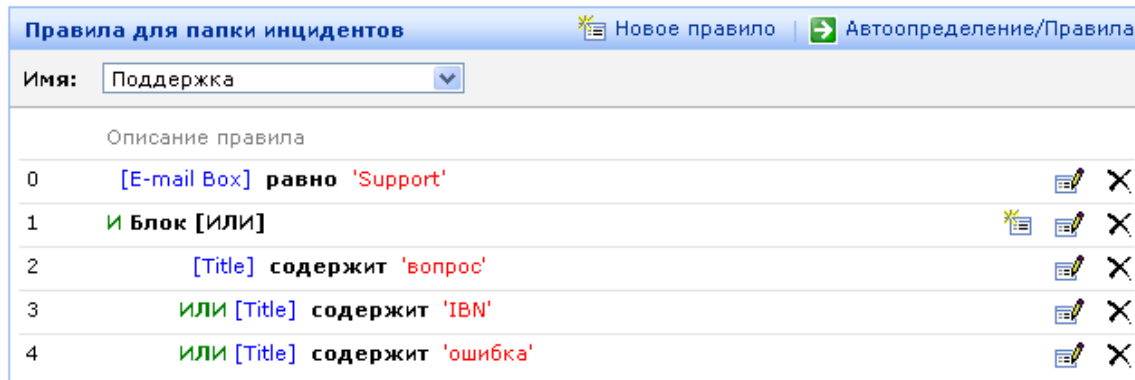 Правила для папки инцидентов Новое правило | Автоопределение/Правила
Имя: Поддержка
Описание правила
0 [E-mail Box] равно 'Support'
1 И Блок [ИЛИ]
2 [Title] содержит 'вопрос'
3 ИЛИ [Title] содержит 'IBN'
4 ИЛИ [Title] содержит 'ошибка'